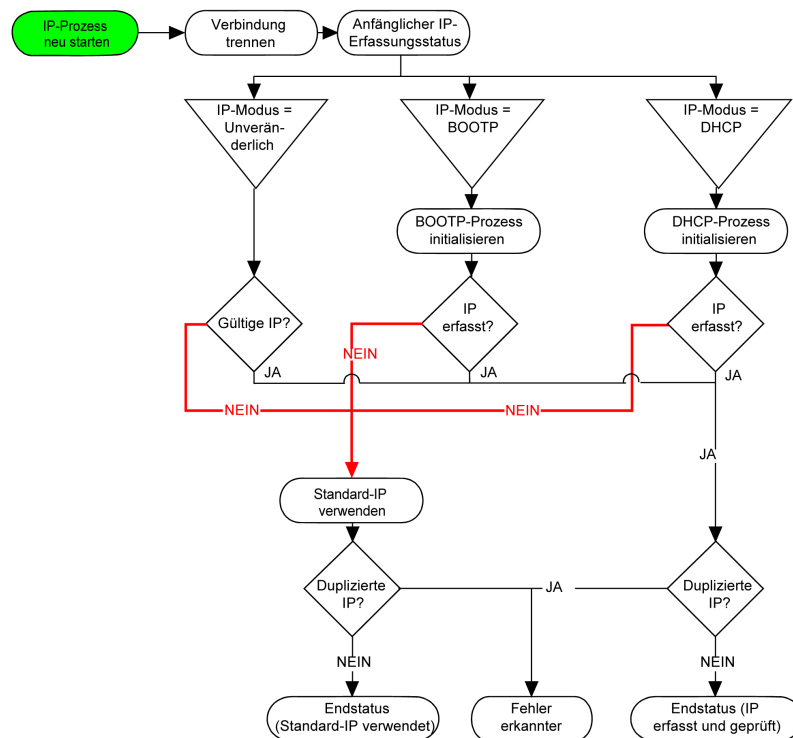 IP-Prozess
neu starten
Verbindung
trennen
Anfänglicher IP-
Erfassungsstatus
IP-Modus =
Unverän-
derlich
IP-Modus =
BOOTP
IP-Modus =
DHCP
BOOTP-Prozess
initialisieren
DHCP-Prozess
initialisieren
Gültige IP?
IP
erfasst?
IP
erfasst?
NEIN
JA
JA
JA
NEIN
NEIN
JA
Standard-IP
verwenden
Duplizierte
IP?
JA
Duplizierte
IP?
NEIN
NEIN
Endstatus
(Standard-IP verwendet)
Fehler
erkannter
Endstatus (IP
erfasst und geprüft)